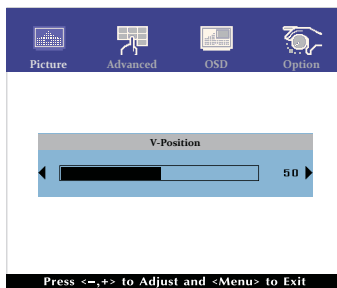 Picture Advanced OSD Option
V-Position
50
Press <–,+> to Adjust and <Menu> to Exit